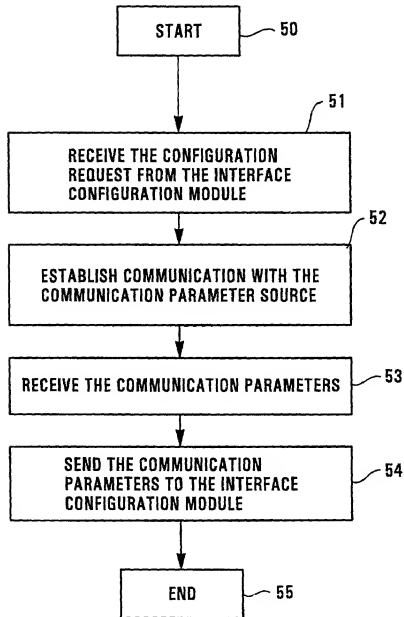 START
50
51
RECEIVE THE CONFIGURATION
REQUEST FROM THE INTERFACE
CONFIGURATION MODULE
52
ESTABLISH COMMUNICATION WITH THE
COMMUNICATION PARAMETER SOURCE
RECEIVE THE COMMUNICATION PARAMETERS
53
SEND THE COMMUNICATION
PARAMETERS TO THE INTERFACE
CONFIGURATION MODULE
54
END
55